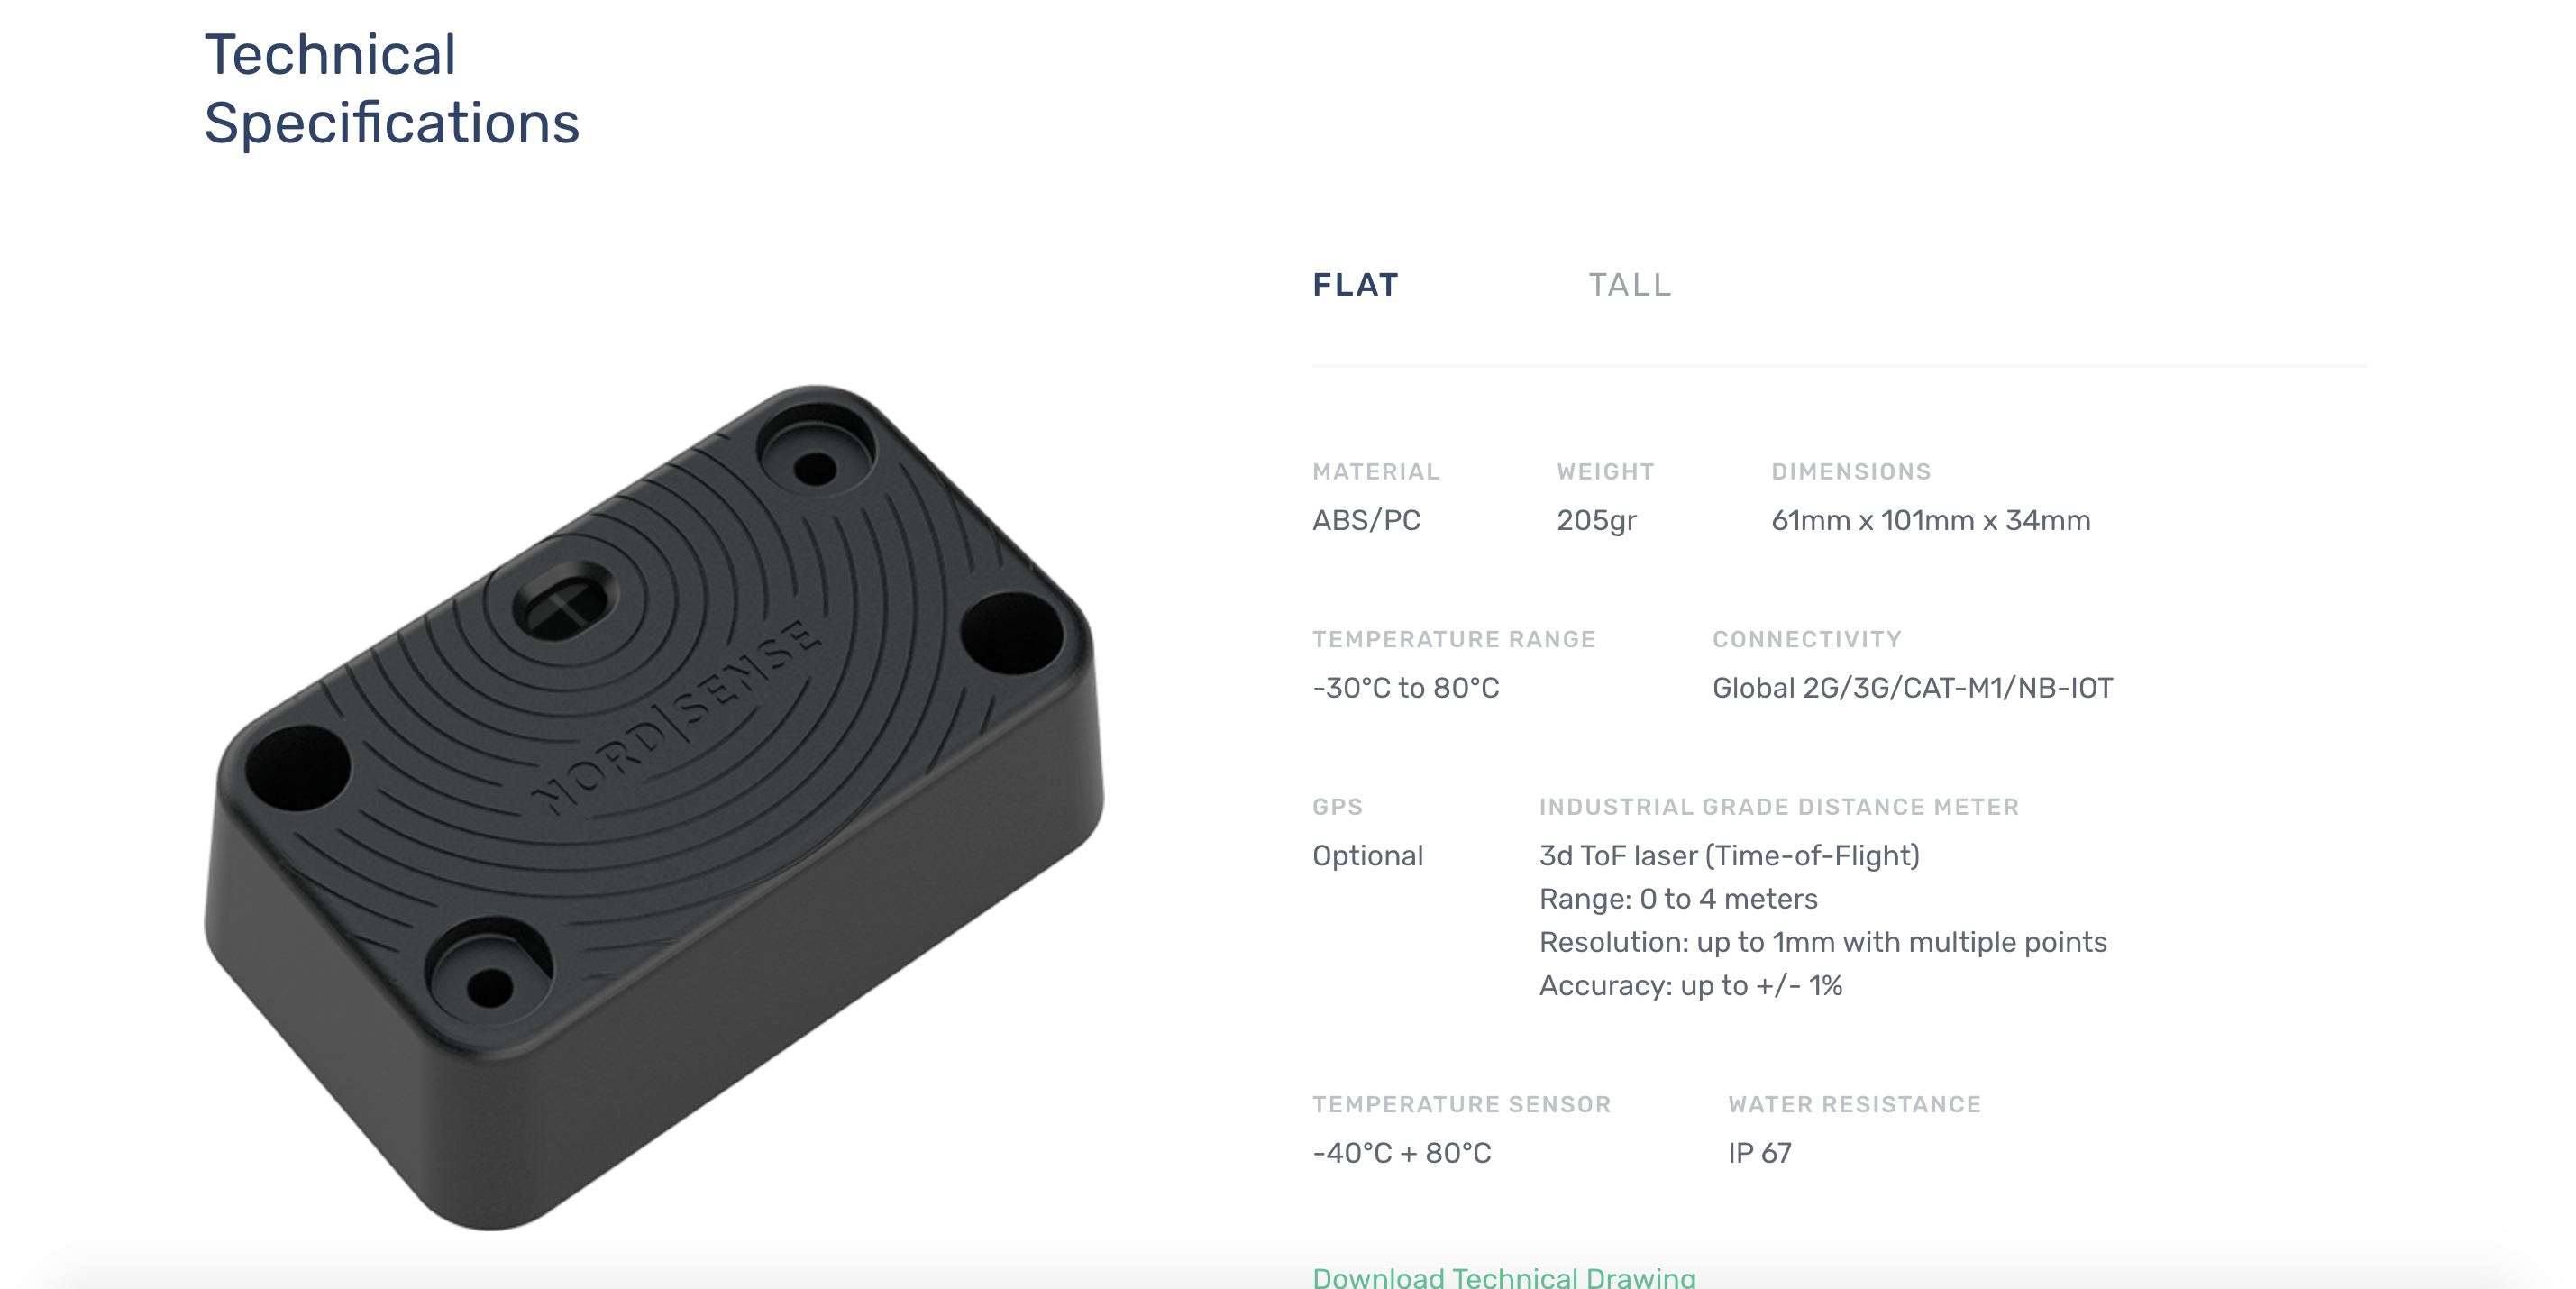 Technical
Specifications
FLAT
TALL
MATERIAL
ABS/PC
WEIGHT
205gr
DIMENSIONS
61mm x 101mm x 34mm
TEMPERATURE RANGE
-30°C to 80°C
CONNECTIVITY
Global 2G/3G/CAT-M1/NB-IOT
GPS
Optional
INDUSTRIAL GRADE DISTANCE METER
3d ToF laser (Time-of-Flight)
Range: 0 to 4 meters
Resolution: up to 1mm with multiple points
Accuracy: up to +/- 1%
TEMPERATURE SENSOR
-40°C + 80°C
WATER RESISTANCE
IP 67
Download Technical Drawing
NORD|SENSE